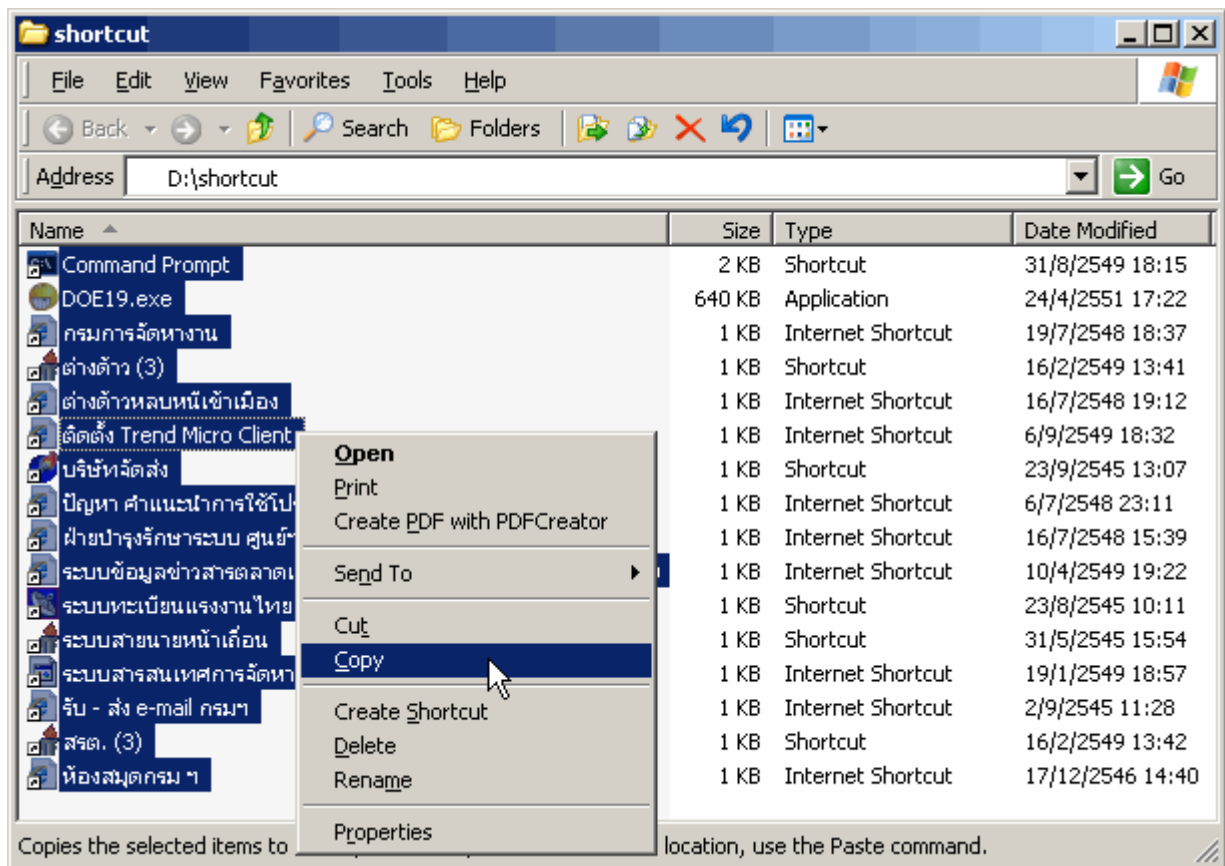 shortcut
File Edit View Favorites Tools Help
Back Search Folders
Address D:\shortcut Go
Name Size Type Date Modified
Command Prompt 2 KB Shortcut 31/8/2549 18:15
DOE19.exe 640 KB Application 24/4/2551 17:22
กรมการจัดหางาน 1 KB Internet Shortcut 19/7/2548 18:37
ต่างด้าว (3) 1 KB Shortcut 16/2/2549 13:41
ต่างด้าวหลบหนีเข้าเมือง 1 KB Internet Shortcut 16/7/2548 19:12
ติดตั้ง Trend Micro Client 1 KB Internet Shortcut 6/9/2549 18:32
บริษัทจัดส่ง 1 KB Shortcut 23/9/2545 13:07
ปัญหา คำแนะนำการใช้โป 1 KB Internet Shortcut 6/7/2548 23:11
ฝ่ายบำรุงรักษาระบบ ศูนย์ฯ 1 KB Internet Shortcut 16/7/2548 15:39
ระบบข้อมูลข่าวสารตลาดแ 1 KB Internet Shortcut 10/4/2549 19:22
ระบบทะเบียนแรงงานไทย 1 KB Shortcut 23/8/2545 10:11
ระบบสายนายหน้าเถื่อน 1 KB Shortcut 31/5/2545 15:54
ระบบสารสนเทศการจัดหา 1 KB Internet Shortcut 19/1/2549 18:57
รับ - ส่ง e-mail กรมฯ 1 KB Internet Shortcut 2/9/2545 11:28
สรต. (3) 1 KB Shortcut 16/2/2549 13:42
ห้องสมุดกรม ฯ 1 KB Internet Shortcut 17/12/2546 14:40
Open
Print
Create PDF with PDFCreator
Send To
Cut
Copy
Create Shortcut
Delete
Rename
Properties
Copies the selected items to location, use the Paste command.